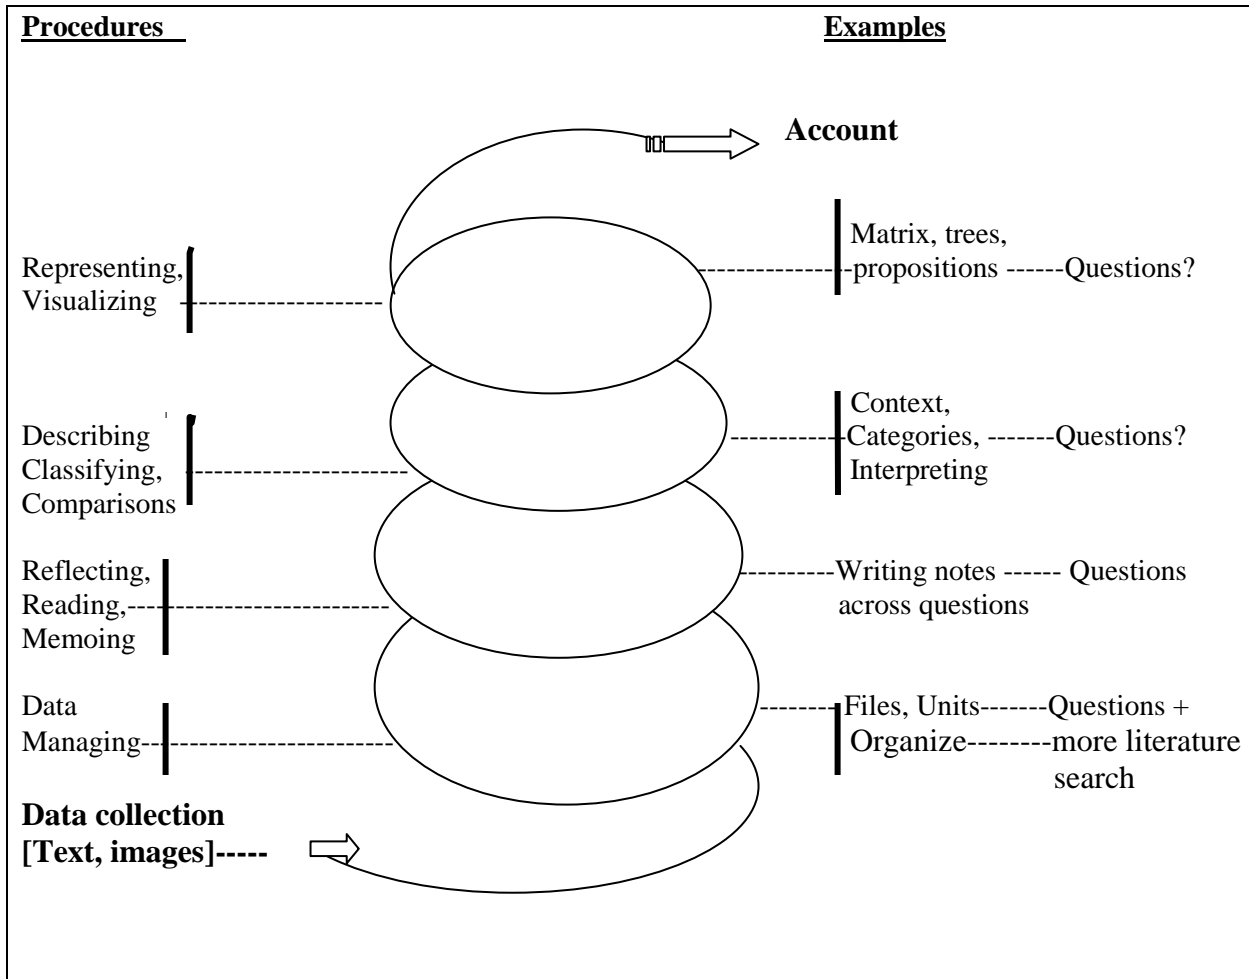 Procedures Examples
Account
Representing,
Visualizing
Matrix, trees,
propositions ------Questions?
Describing
Classifying,
Comparisons
Context,
Categories, -------Questions?
Interpreting
Reflecting,
Reading,
Memoing
Writing notes ------ Questions
across questions
Data
Managing
Files, Units-------Questions +
Organize--------more literature
search
Data collection
[Text, images]-----